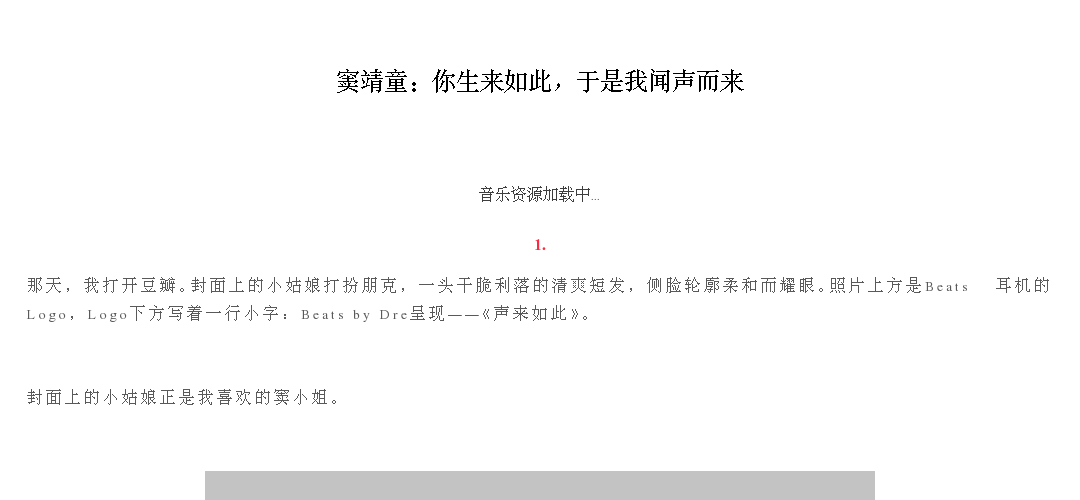 窦靖童：你生来如此，于是我闻声而来
音乐资源加载中...
1.
那天，我打开豆瓣。封面上的小姑娘打扮朋克，一头干脆利落的清爽短发，侧脸轮廓柔和而耀眼。照片上方是Beats 耳机的
Logo，Logo下方写着一行小字：Beats by Dre呈现——《声来如此》。
封面上的小姑娘正是我喜欢的窦小姐。